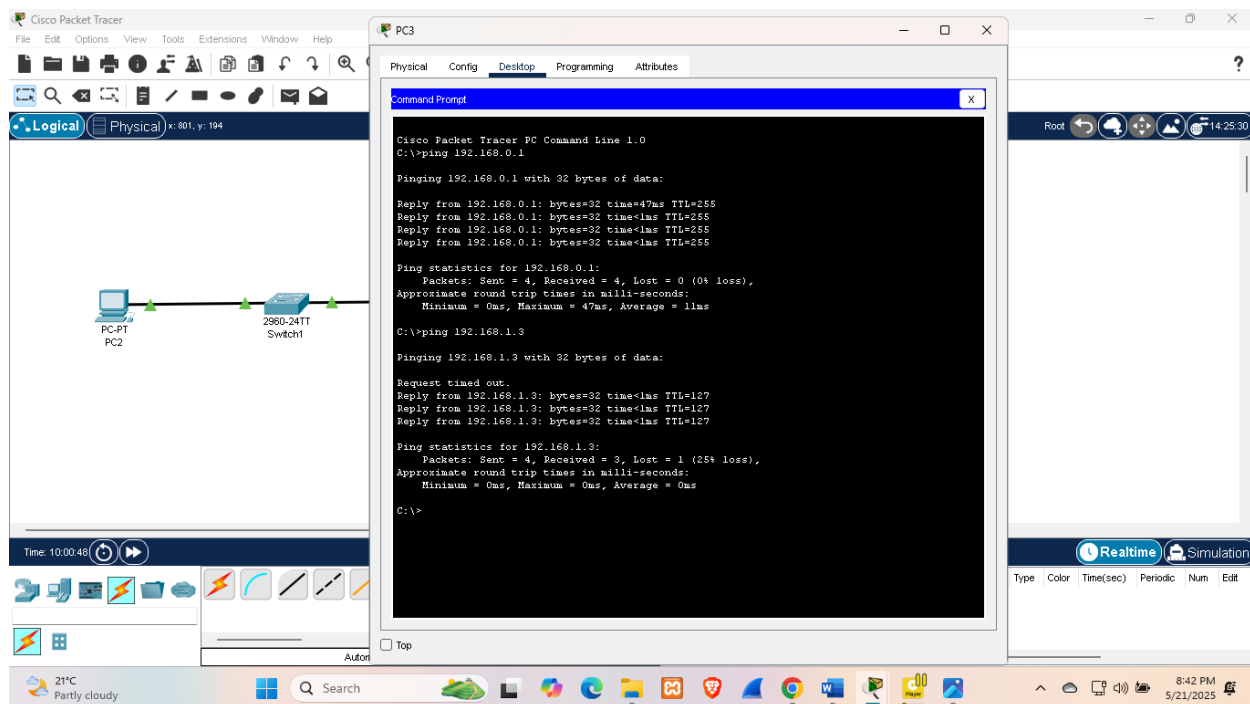 Cisco Packet Tracer
File Edit Options View Tools Extensions Window Help
Logical Physical x: 801, y: 194
Root 14:25:30
PC-PT
PC2
2960-24TT
Switch1
PC3
Physical Config Desktop Programming Attributes
Command Prompt X
Cisco Packet Tracer PC Command Line 1.0
C:\>ping 192.168.0.1
Pinging 192.168.0.1 with 32 bytes of data:
Reply from 192.168.0.1: bytes=32 time=47ms TTL=255
Reply from 192.168.0.1: bytes=32 time<1ms TTL=255
Reply from 192.168.0.1: bytes=32 time<1ms TTL=255
Reply from 192.168.0.1: bytes=32 time<1ms TTL=255
Ping statistics for 192.168.0.1:
Packets: Sent = 4, Received = 4, Lost = 0 (0% loss),
Approximate round trip times in milli-seconds:
Minimum = 0ms, Maximum = 47ms, Average = 11ms
C:\>ping 192.168.1.3
Pinging 192.168.1.3 with 32 bytes of data:
Request timed out.
Reply from 192.168.1.3: bytes=32 time<1ms TTL=127
Reply from 192.168.1.3: bytes=32 time<1ms TTL=127
Reply from 192.168.1.3: bytes=32 time<1ms TTL=127
Ping statistics for 192.168.1.3:
Packets: Sent = 4, Received = 3, Lost = 1 (25% loss),
Approximate round trip times in milli-seconds:
Minimum = 0ms, Maximum = 0ms, Average = 0ms
C:\>
Top
Time: 10:00:48
Realtime Simulation
Type Color Time(sec) Periodic Num Edit
Autom
21°C
Partly cloudy
Search
8:42 PM
5/21/2025